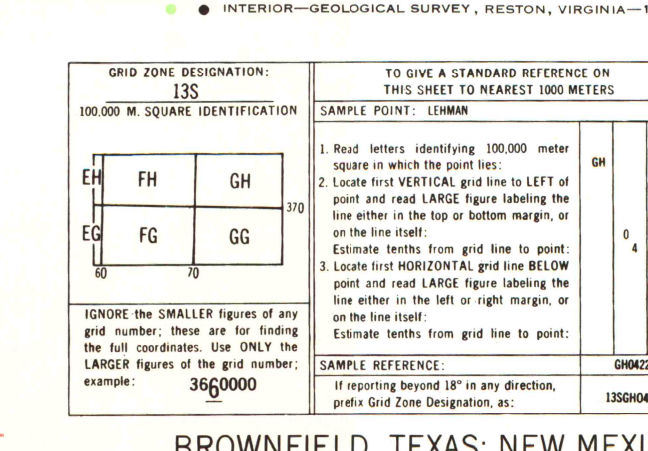 INTERIOR—GEOLOGICAL SURVEY, RESTON, VIRGINIA—1
GRID ZONE DESIGNATION:
13S
100,000 M. SQUARE IDENTIFICATION
EH FH GH
370
EG FG GG
60 70
IGNORE the SMALLER figures of any
grid number; these are for finding
the full coordinates. Use ONLY the
LARGER figures of the grid number;
example: 3660000
TO GIVE A STANDARD REFERENCE ON
THIS SHEET TO NEAREST 1000 METERS
SAMPLE POINT: LEHMAN
1. Read letters identifying 100,000 meter
square in which the point lies: GH
2. Locate first VERTICAL grid line to LEFT of
point and read LARGE figure labeling the
line either in the top or bottom margin, or
on the line itself: 0
Estimate tenths from grid line to point: 4
3. Locate first HORIZONTAL grid line BELOW
point and read LARGE figure labeling the
line either in the left or right margin, or
on the line itself:
Estimate tenths from grid line to point:
SAMPLE REFERENCE: GH0422
If reporting beyond 18° in any direction,
prefix Grid Zone Designation, as: 13SGH04
BROWNFIELD, TEXAS; NEW MEXI